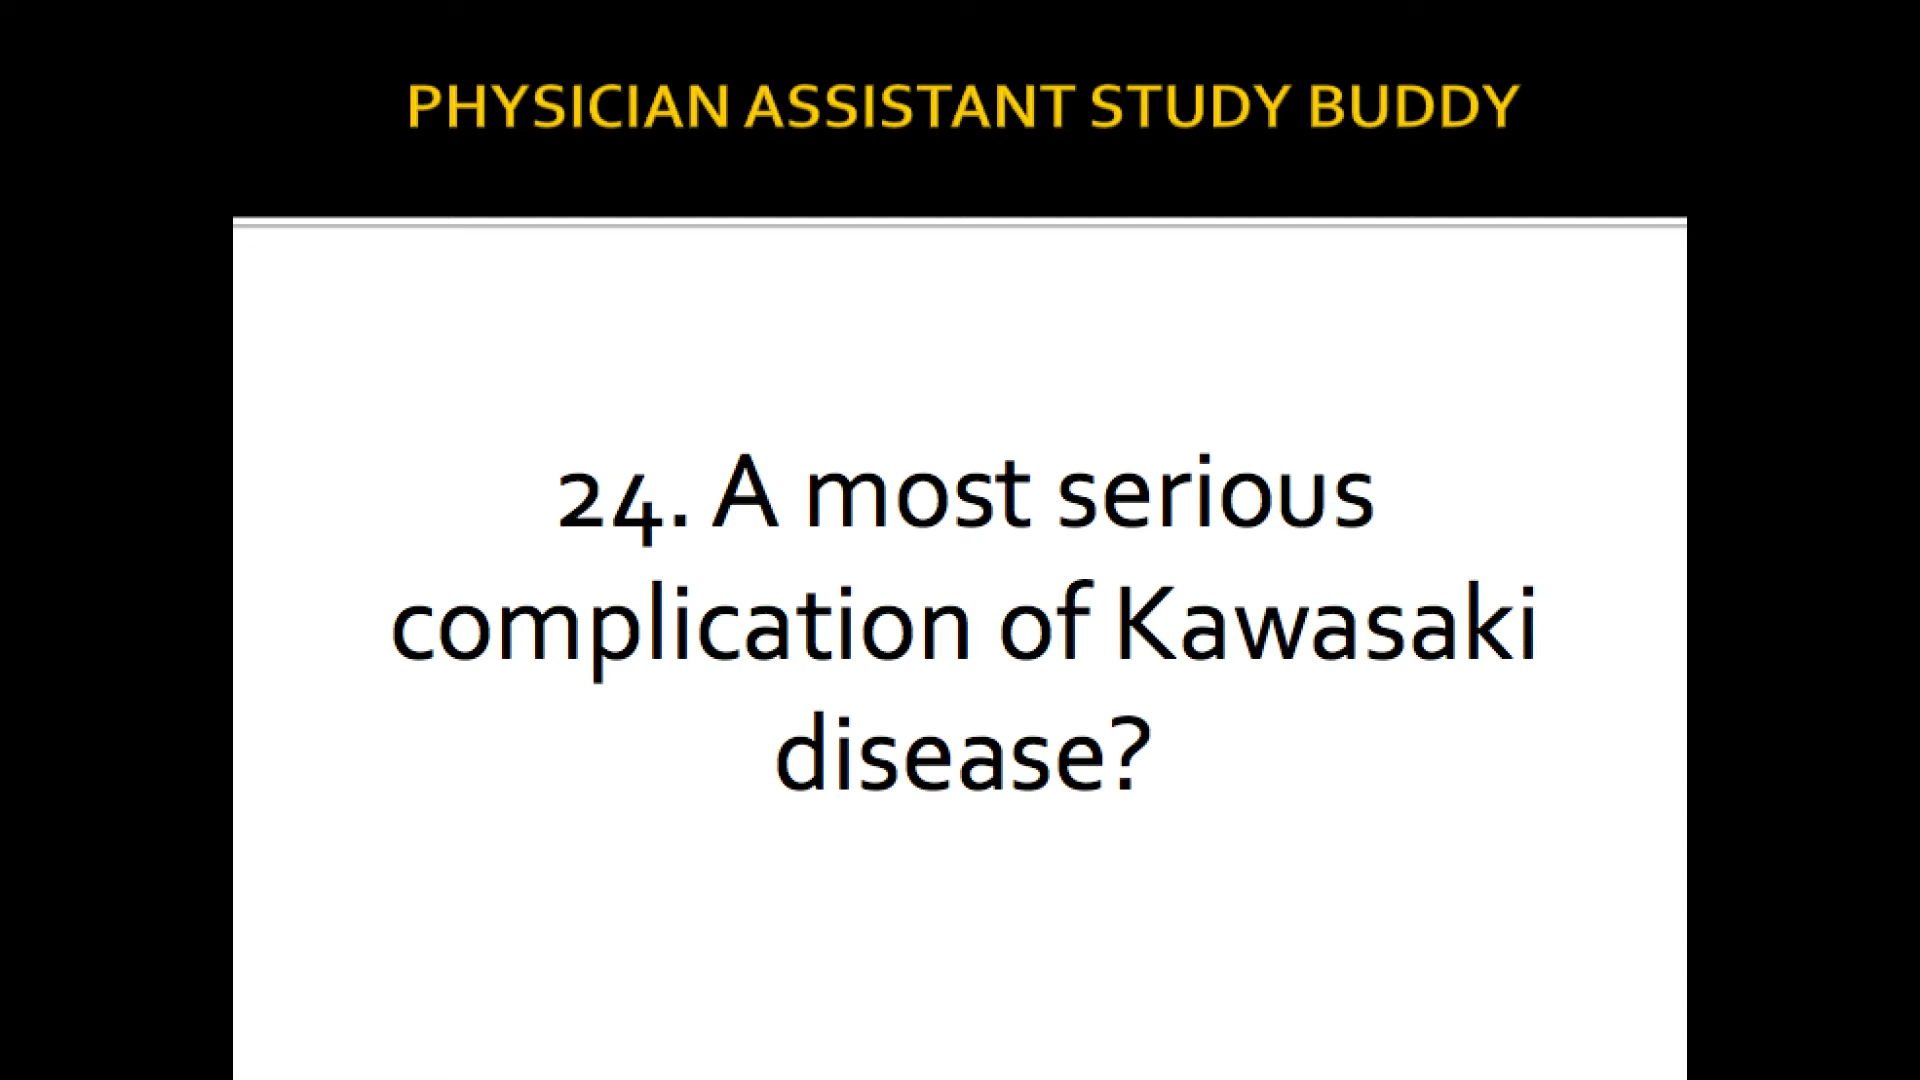 PHYSICIAN ASSISTANT STUDY BUDDY
24. A most serious
complication of Kawasaki
disease?